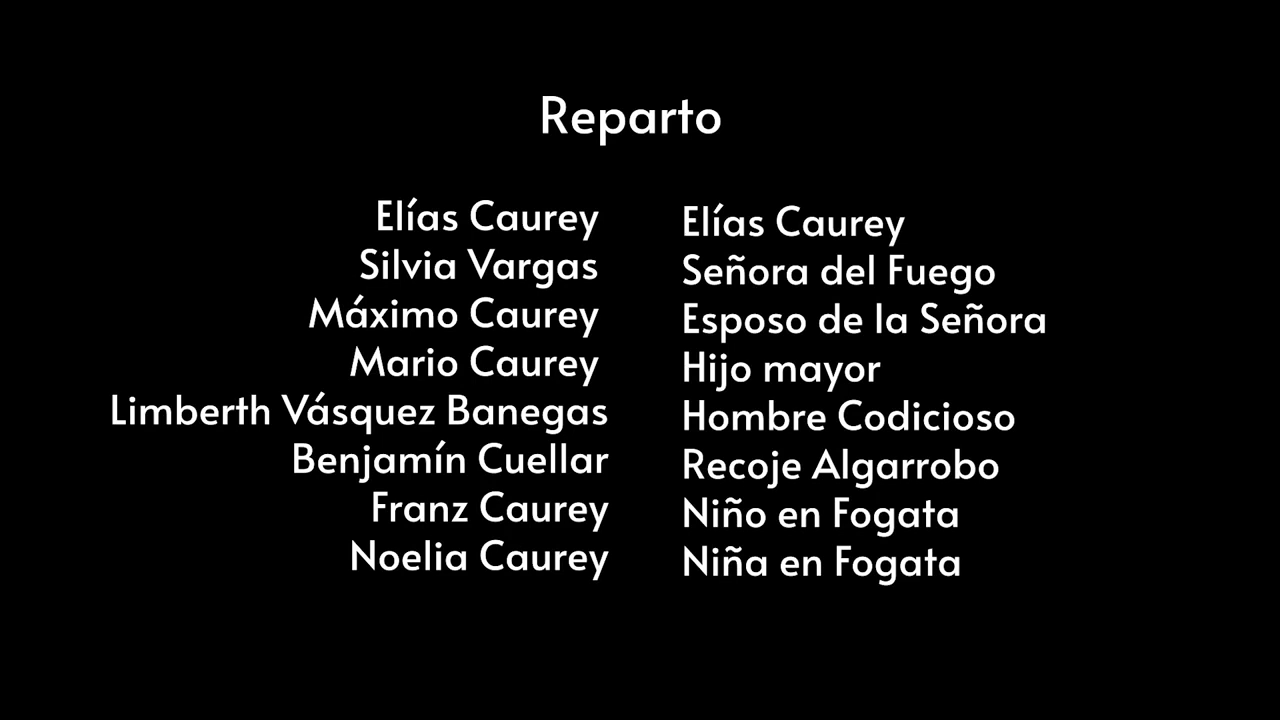 Reparto
Elías Caurey Elías Caurey
Silvia Vargas Señora del Fuego
Máximo Caurey Esposo de la Señora
Mario Caurey Hijo mayor
Limberth Vásquez Banegas Hombre Codicioso
Benjamín Cuellar Recoje Algarrobo
Franz Caurey Niño en Fogata
Noelia Caurey Niña en Fogata